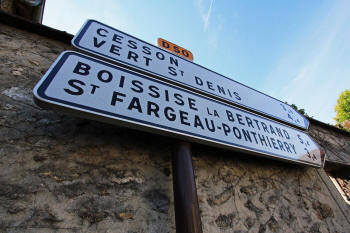 D50
CESSON
VERT ST DENIS
BOISSISE LA BERTRAND
ST FARGEAU-PONTHIERRY